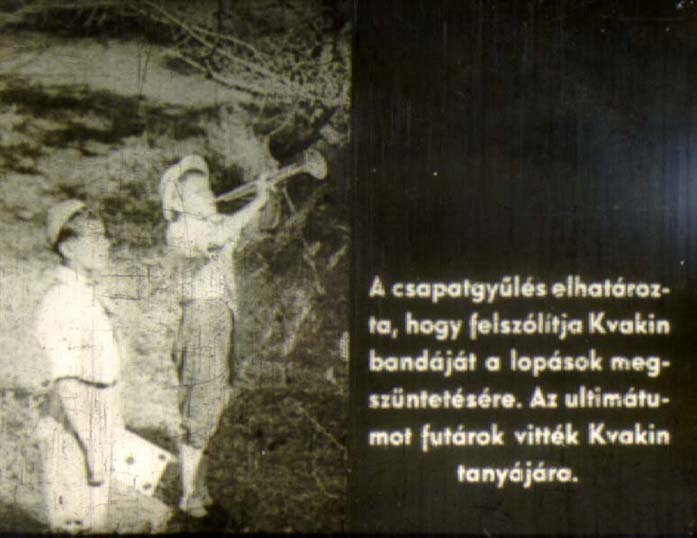 A csapatgyűlés elhatároz-
ta, hogy felszólítja Kvakin
bandáját a lopások meg-
szüntetésére. Az ultimátu-
mot futárok vitték Kvakin
tanyájára.